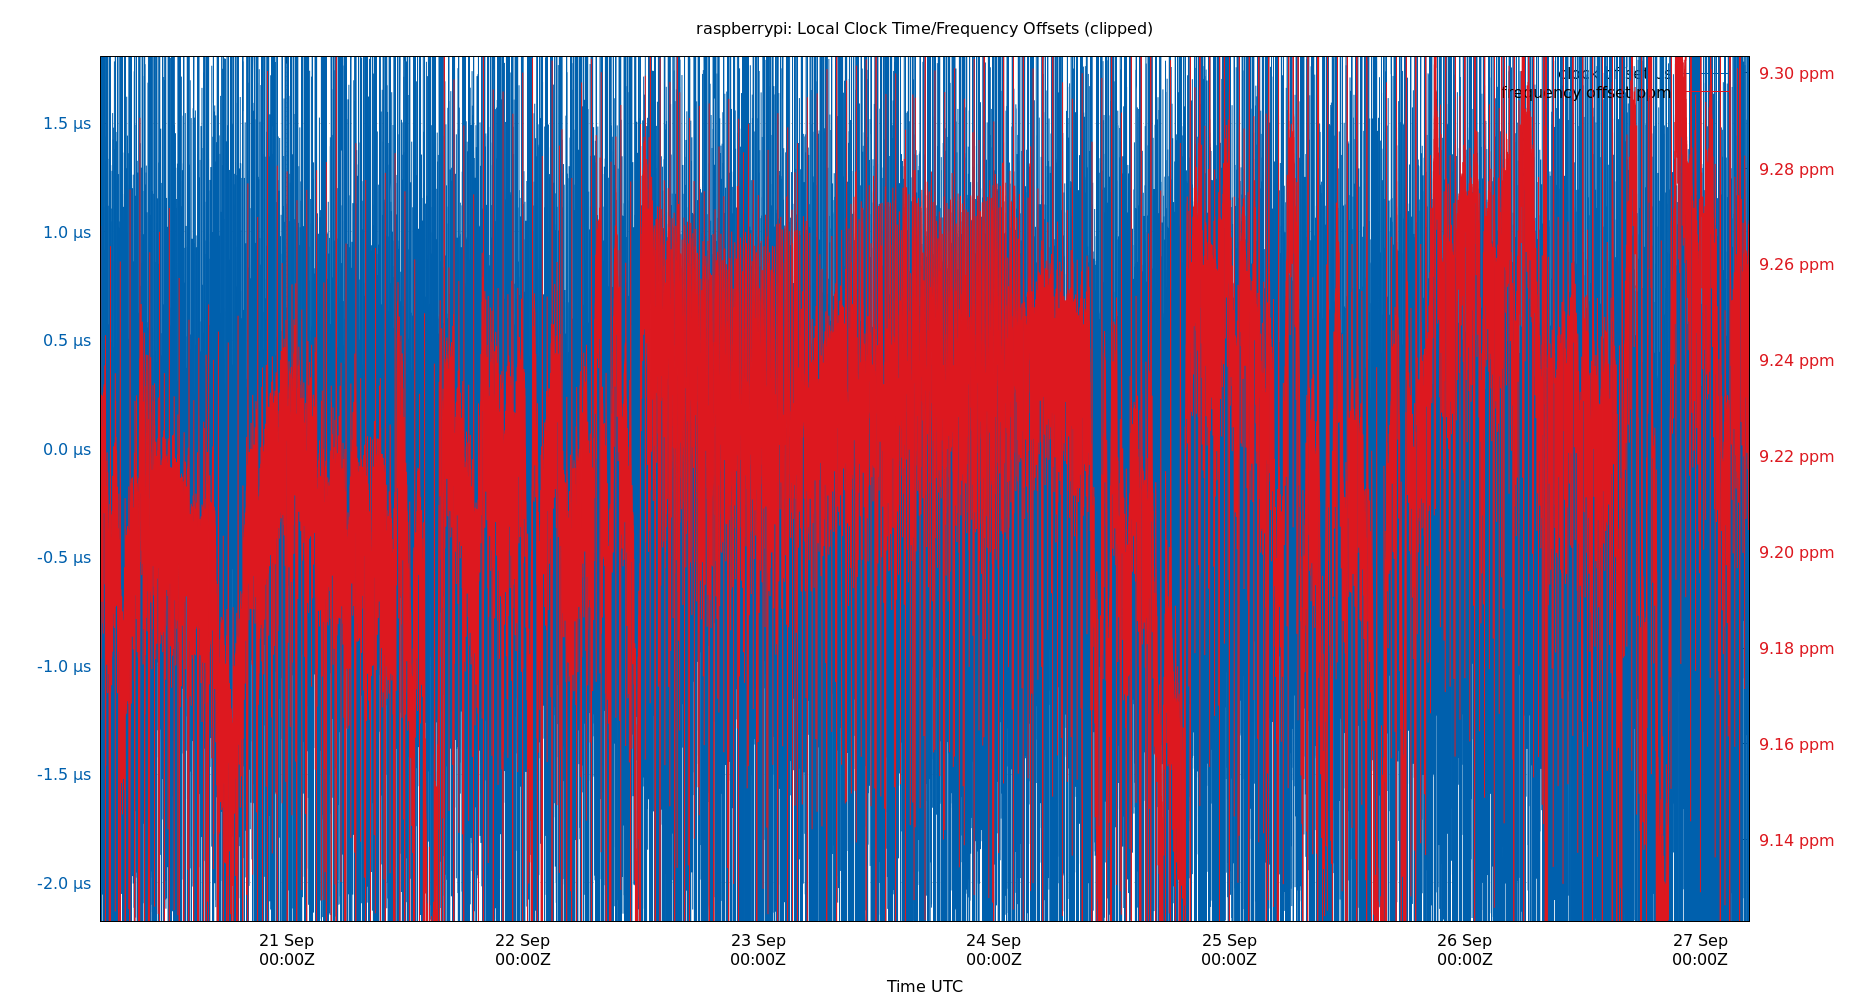 raspberrypi: Local Clock Time/Frequency Offsets (clipped)
clock offset µs
frequency offset ppm
1.5 µs
1.0 µs
0.5 µs
0.0 µs
-0.5 µs
-1.0 µs
-1.5 µs
-2.0 µs
9.30 ppm
9.28 ppm
9.26 ppm
9.24 ppm
9.22 ppm
9.20 ppm
9.18 ppm
9.16 ppm
9.14 ppm
21 Sep 22 Sep 23 Sep 24 Sep 25 Sep 26 Sep 27 Sep
00:00Z 00:00Z 00:00Z 00:00Z 00:00Z 00:00Z 00:00Z
Time UTC